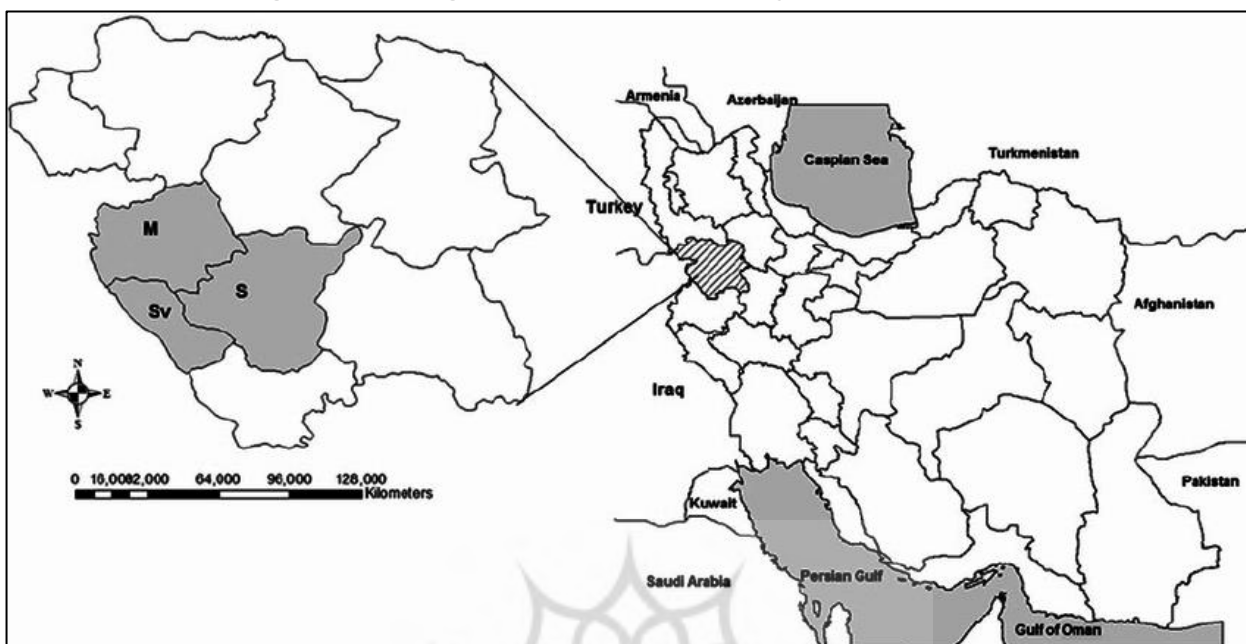 M
S
Sv
N
W E
S
0 16,000 32,000 64,000 96,000 128,000
Kilometers
Armenia
Azerbaijan
Caspian Sea
Turkmenistan
Turkey
Afghanistan
Iraq
Kuwait
Pakistan
Saudi Arabia
Persian Gulf
Gulf of Oman